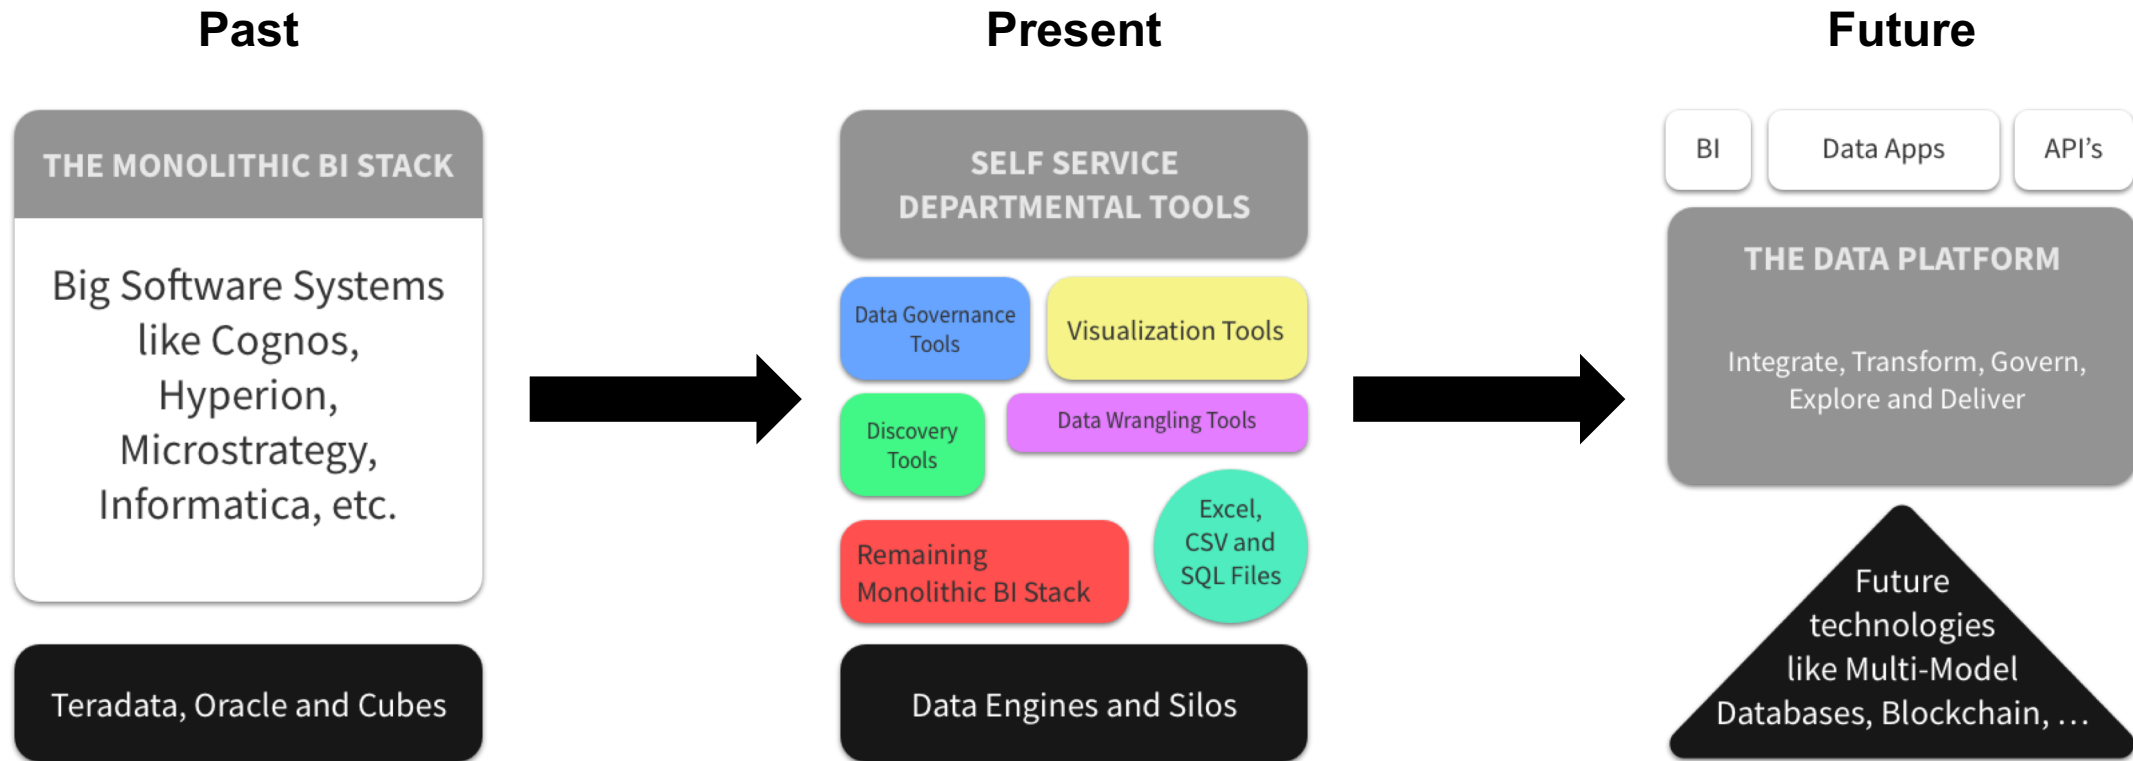 Past
Present
Future
THE MONOLITHIC BI STACK
Big Software Systems
like Cognos,
Hyperion,
Microstrategy,
Informatica, etc.
Teradata, Oracle and Cubes
SELF SERVICE
DEPARTMENTAL TOOLS
Data Governance
Tools
Visualization Tools
Discovery
Tools
Data Wrangling Tools
Remaining
Monolithic BI Stack
Excel,
CSV and
SQL Files
Data Engines and Silos
BI
Data Apps
API’s
THE DATA PLATFORM
Integrate, Transform, Govern,
Explore and Deliver
Future
technologies
like Multi-Model
Databases, Blockchain, …